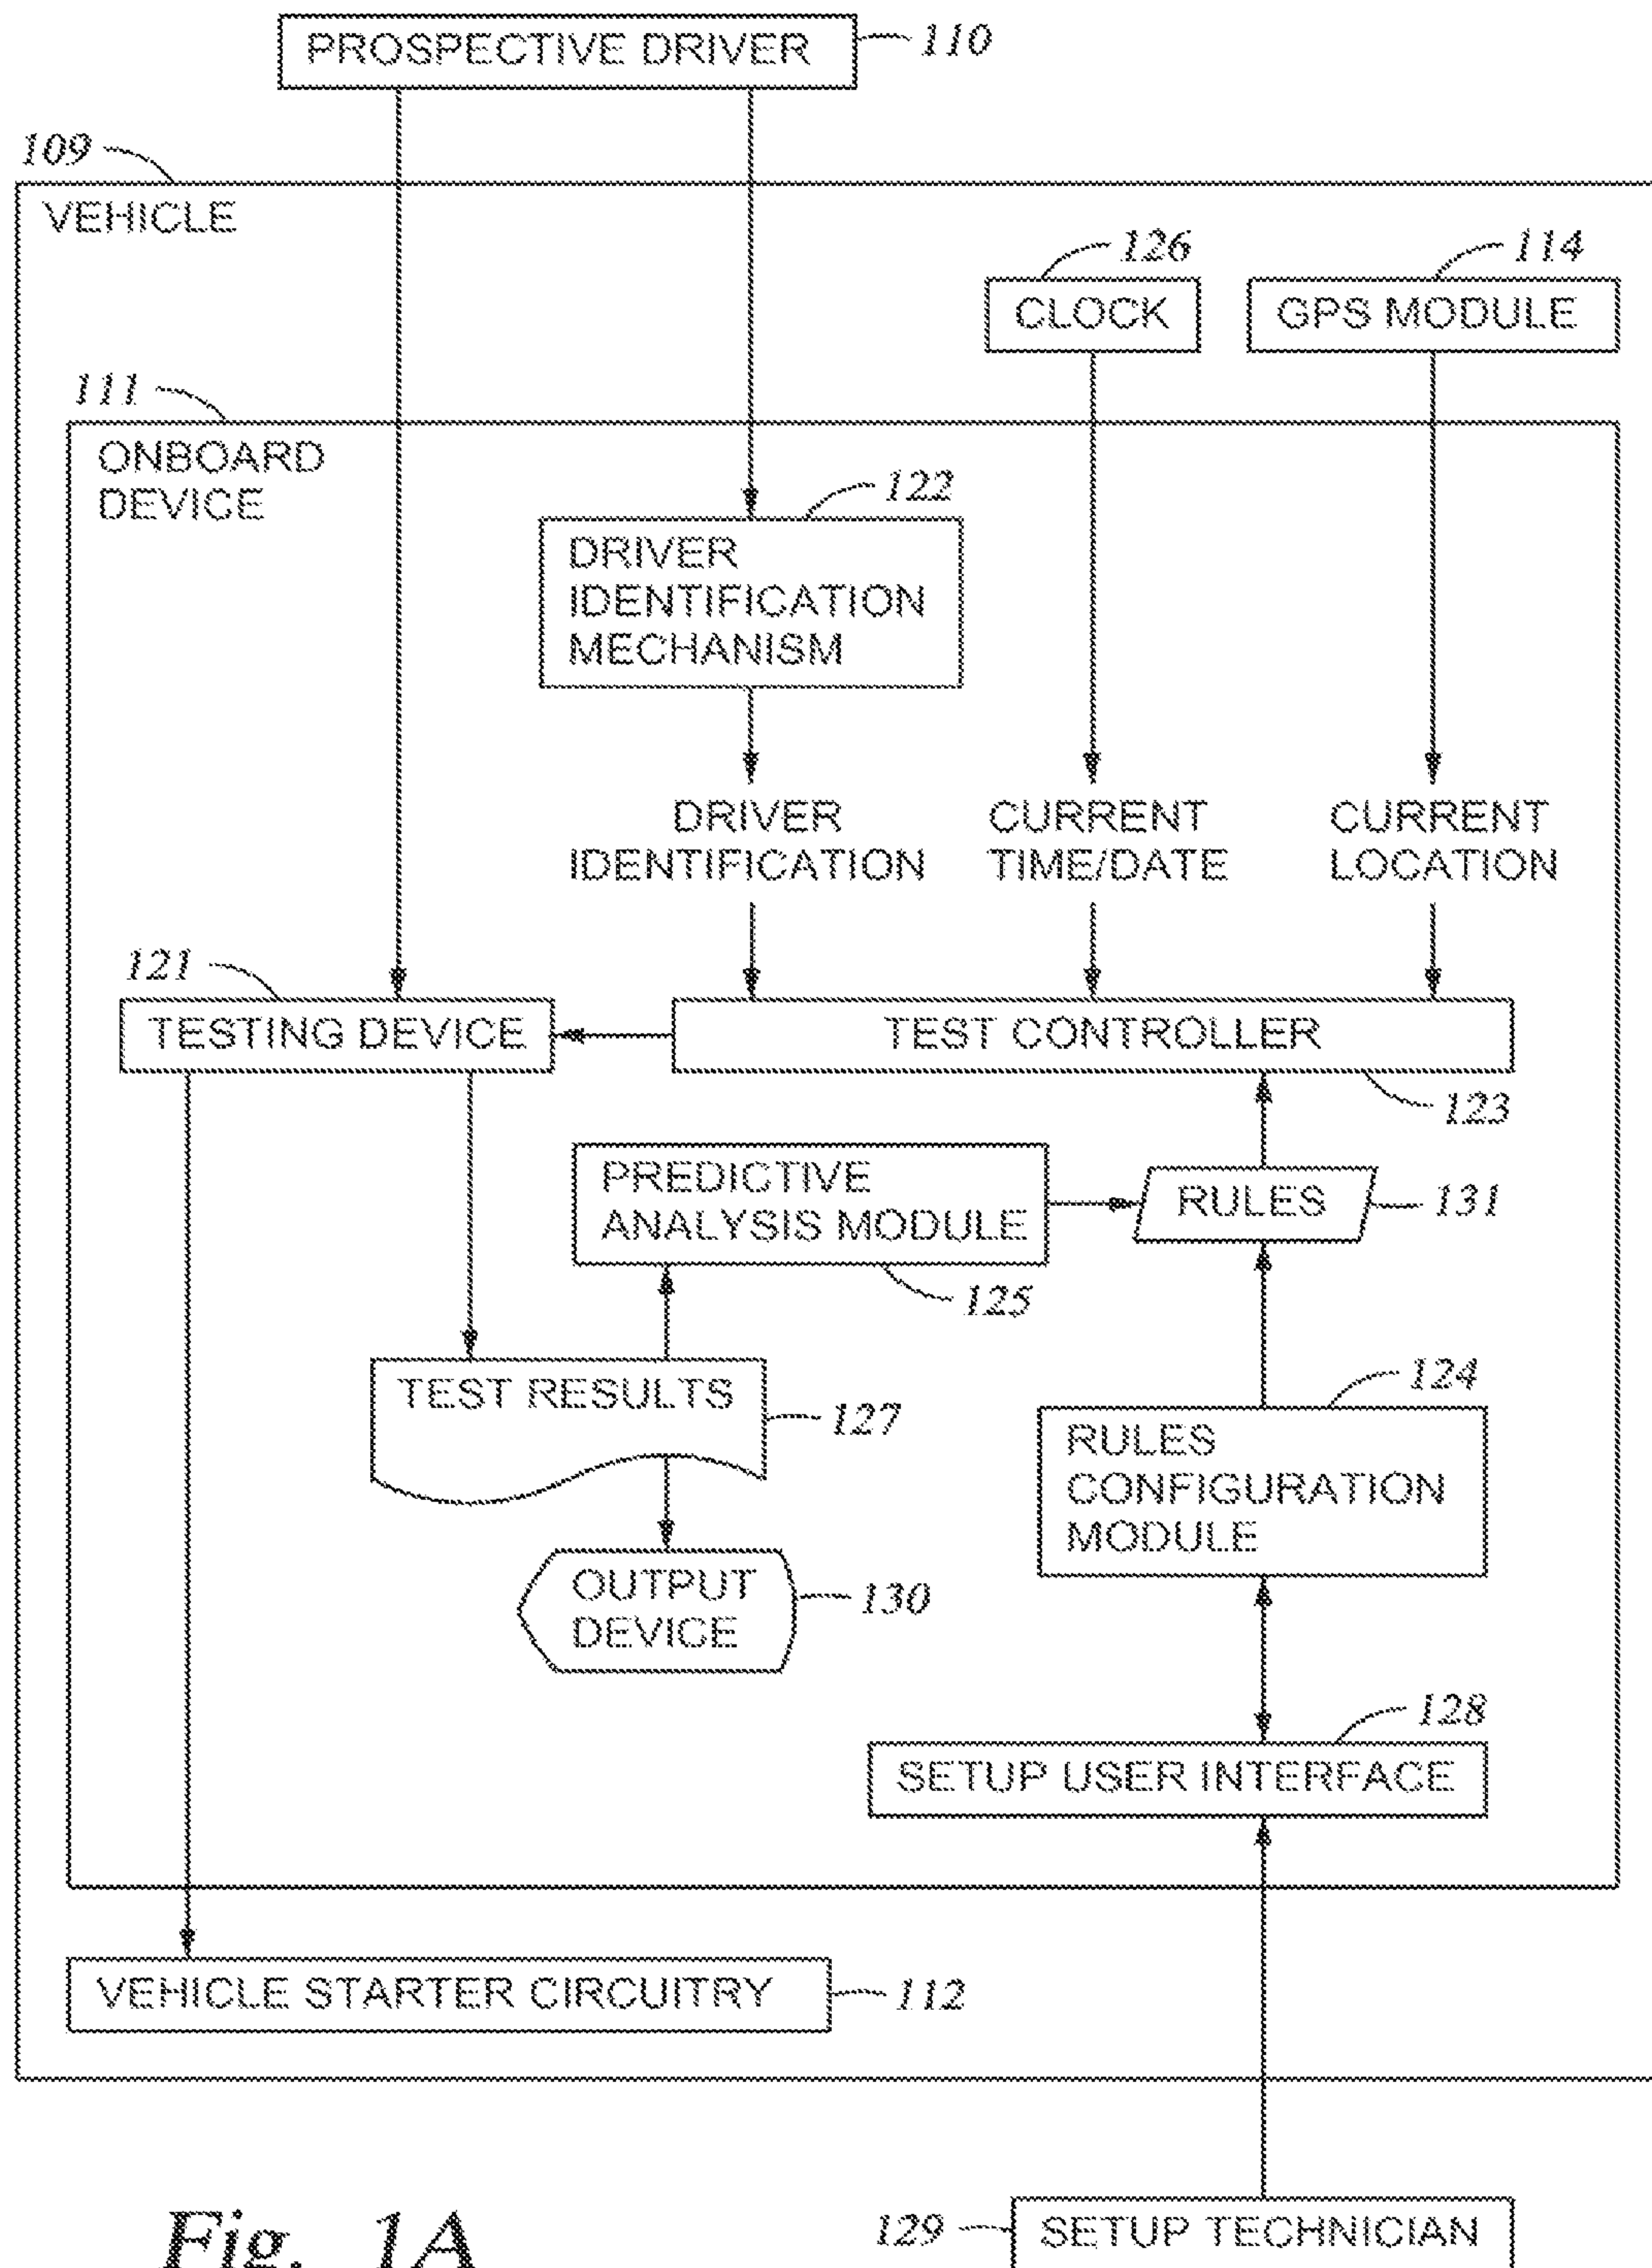 PROSPECTIVE DRIVER
110
109
VEHICLE
126
114
CLOCK
GPS MODULE
111
ONBOARD
DEVICE
122
DRIVER
IDENTIFICATION
MECHANISM
DRIVER
IDENTIFICATION
CURRENT
TIME/DATE
CURRENT
LOCATION
121
TESTING DEVICE
TEST CONTROLLER
123
PREDICTIVE
ANALYSIS MODULE
125
RULES
131
TEST RESULTS
127
124
RULES
CONFIGURATION
MODULE
OUTPUT
DEVICE
130
128
SETUP USER INTERFACE
VEHICLE STARTER CIRCUITRY
112
129
SETUP TECHNICIAN
Fig. 1A